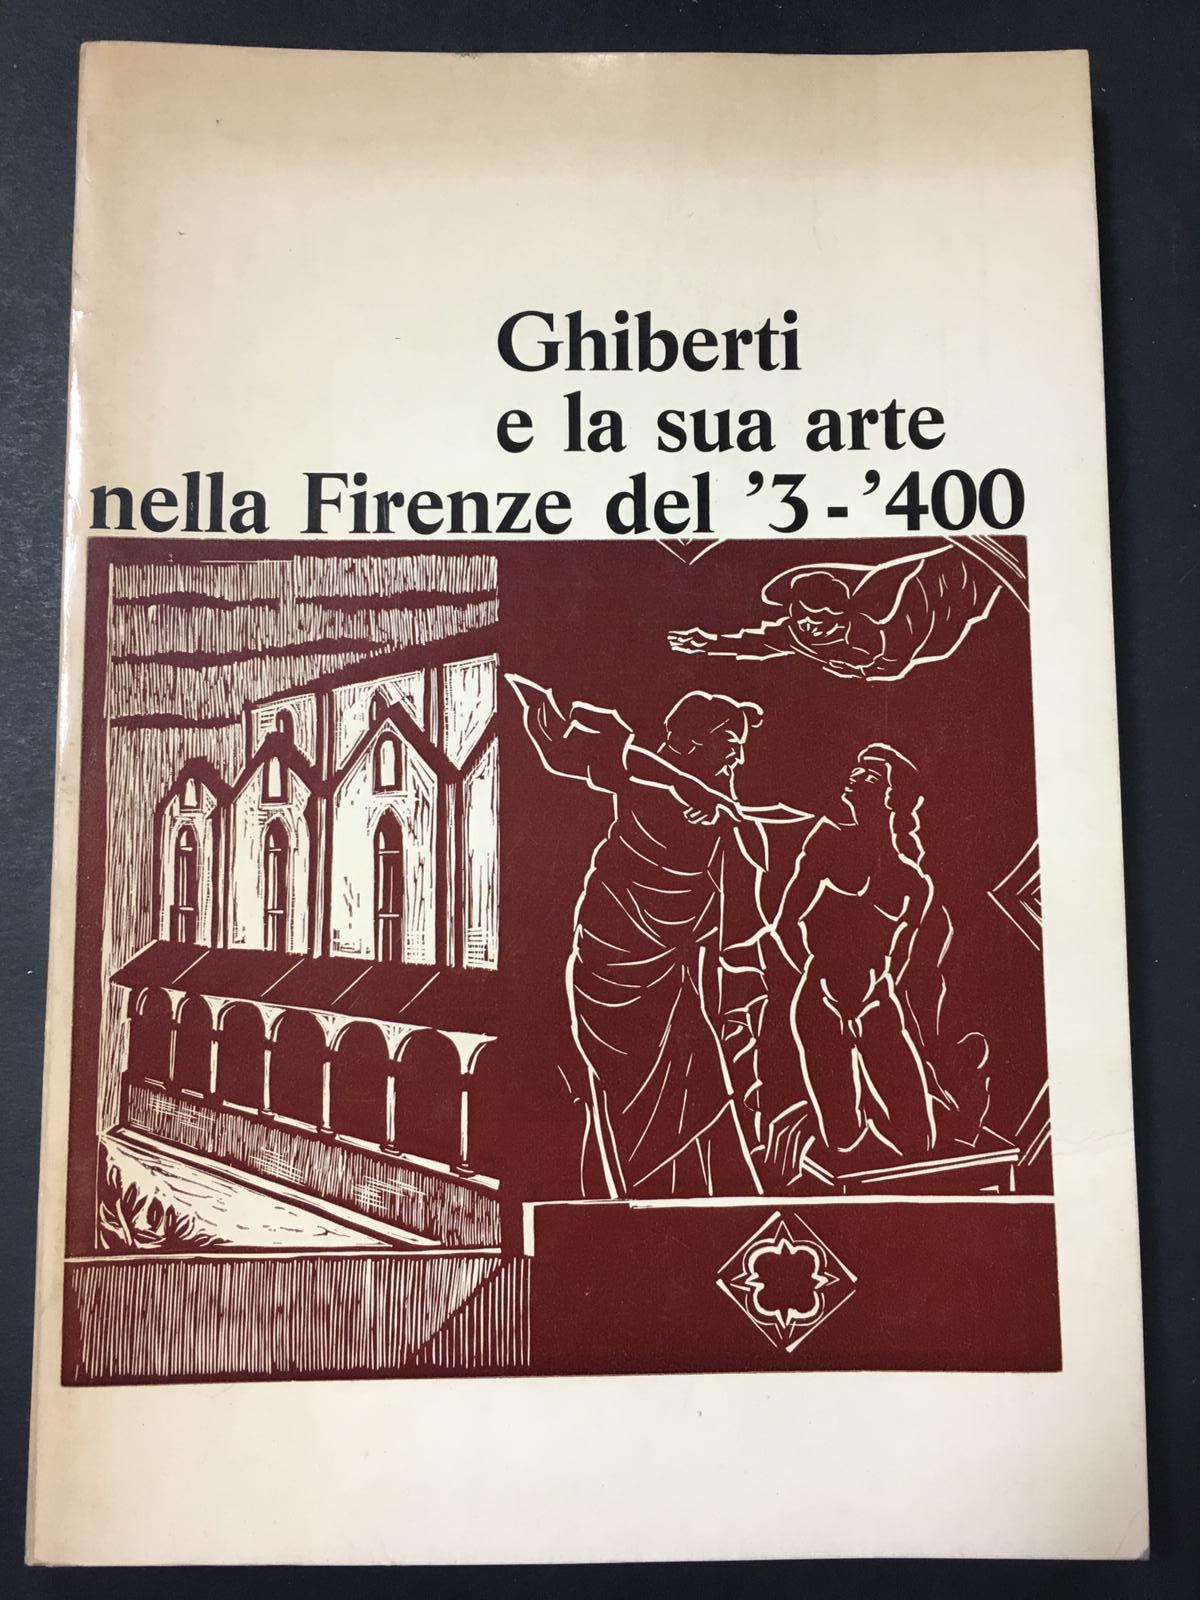 Ghiberti
e la sua arte
nella Firenze del ’3-’400